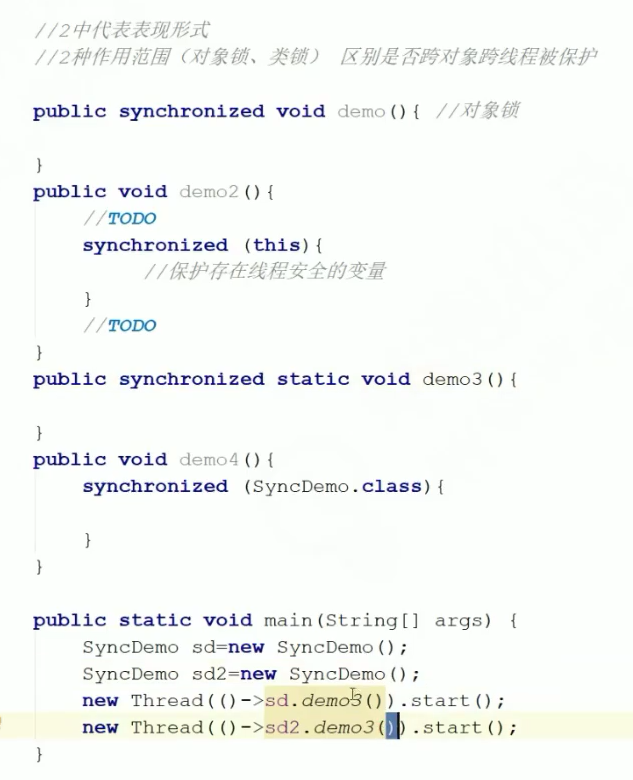 //2中代表表现形式
//2种作用范围（对象锁、类锁） 区别是否跨对象跨线程被保护
public synchronized void demo(){ //对象锁
}
public void demo2(){
//TODO
synchronized (this){
//保护存在线程安全的变量
}
//TODO
}
public synchronized static void demo3(){
}
public void demo4(){
synchronized (SyncDemo.class){
}
}
public static void main(String[] args) {
SyncDemo sd=new SyncDemo();
SyncDemo sd2=new SyncDemo();
new Thread(()->sd.demo3()).start();
new Thread(()->sd2.demo3()).start();
}